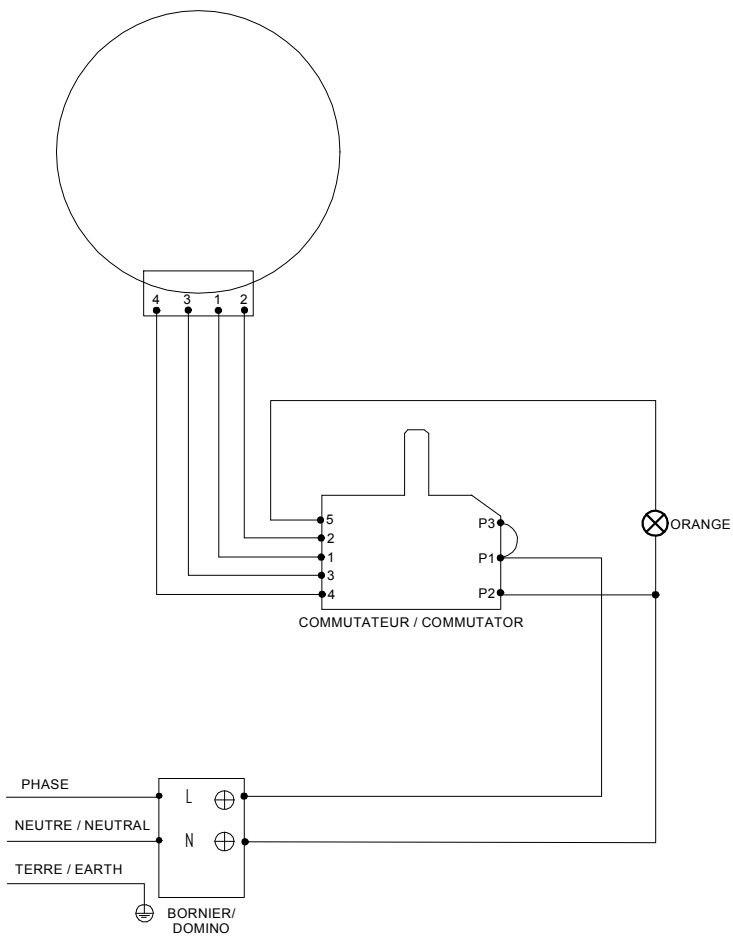 4 3 1 2
5
2
1
3
4
P3
P1
P2
ORANGE
COMMUTATEUR / COMMUTATOR
PHASE
L
NEUTRE / NEUTRAL
N
TERRE / EARTH
BORNIER/
DOMINO